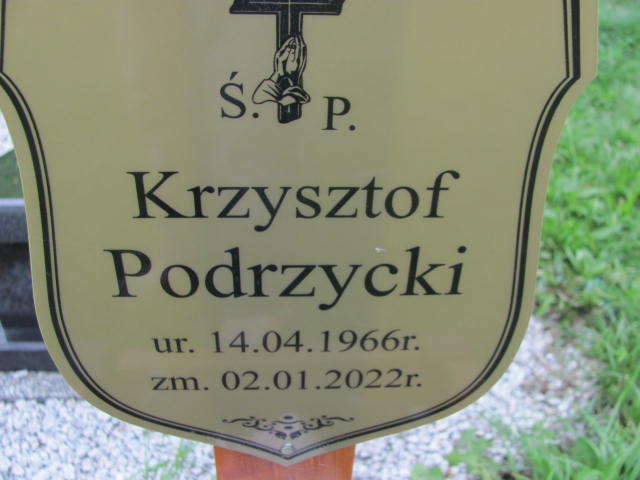 Ś. P.
Krzysztof
Podrzycki
ur. 14.04.1966r.
zm. 02.01.2022r.